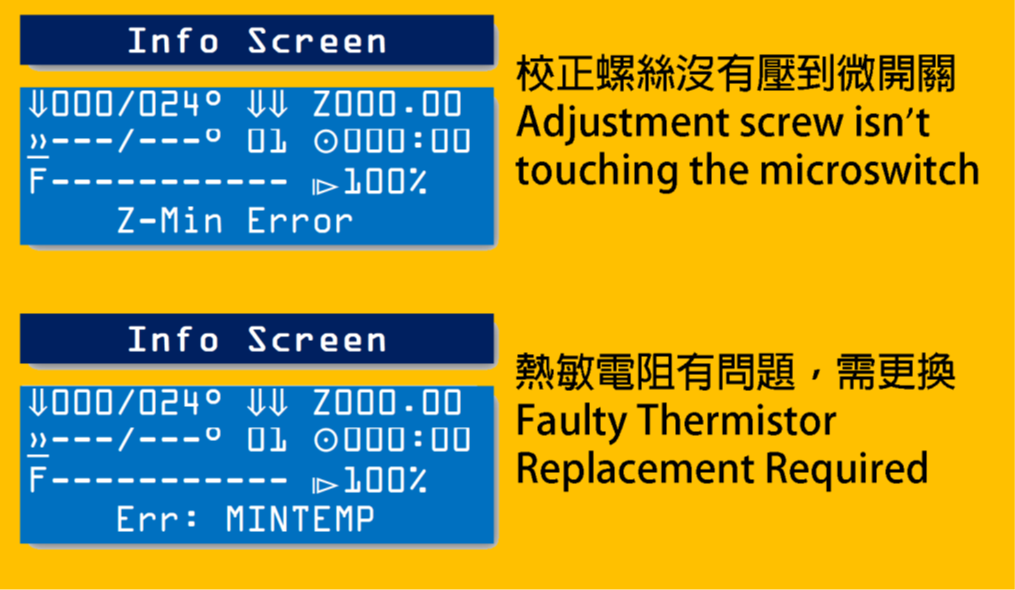 Info Screen
⇓000/024° ⇓⇓ Z000.00
»---/---° 01 ⊙000:00
F----------- ⫐100%
Z-Min Error
校正螺絲沒有壓到微開關
Adjustment screw isn't
touching the microswitch
Info Screen
⇓000/024° ⇓⇓ Z000.00
»---/---° 01 ⊙000:00
F----------- ⫐100%
Err: MINTEMP
熱敏電阻有問題，需更換
Faulty Thermistor
Replacement Required